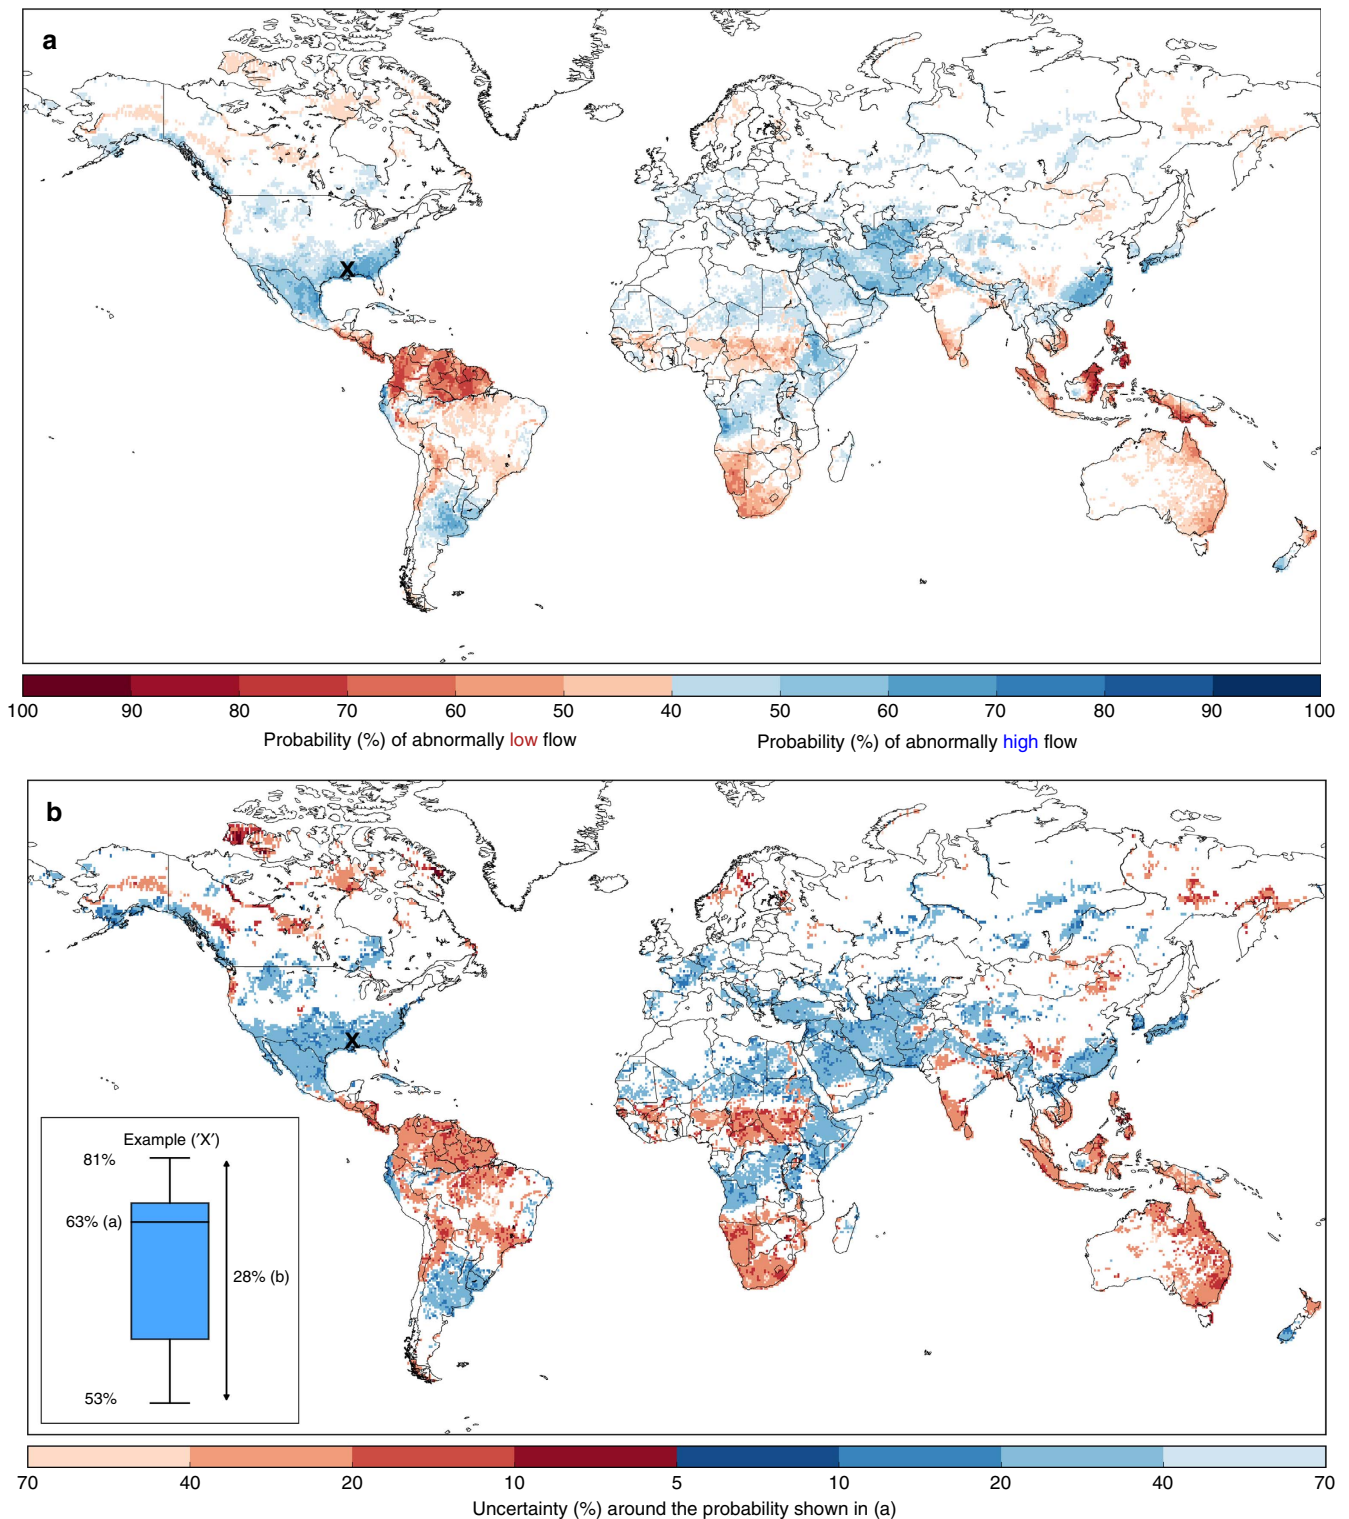 a
X
100 90 80 70 60 50 40 50 60 70 80 90 100
Probability (%) of abnormally low flow Probability (%) of abnormally high flow
b
X
Example ('X')
81%
63% (a)
28% (b)
53%
70 40 20 10 5 10 20 40 70
Uncertainty (%) around the probability shown in (a)